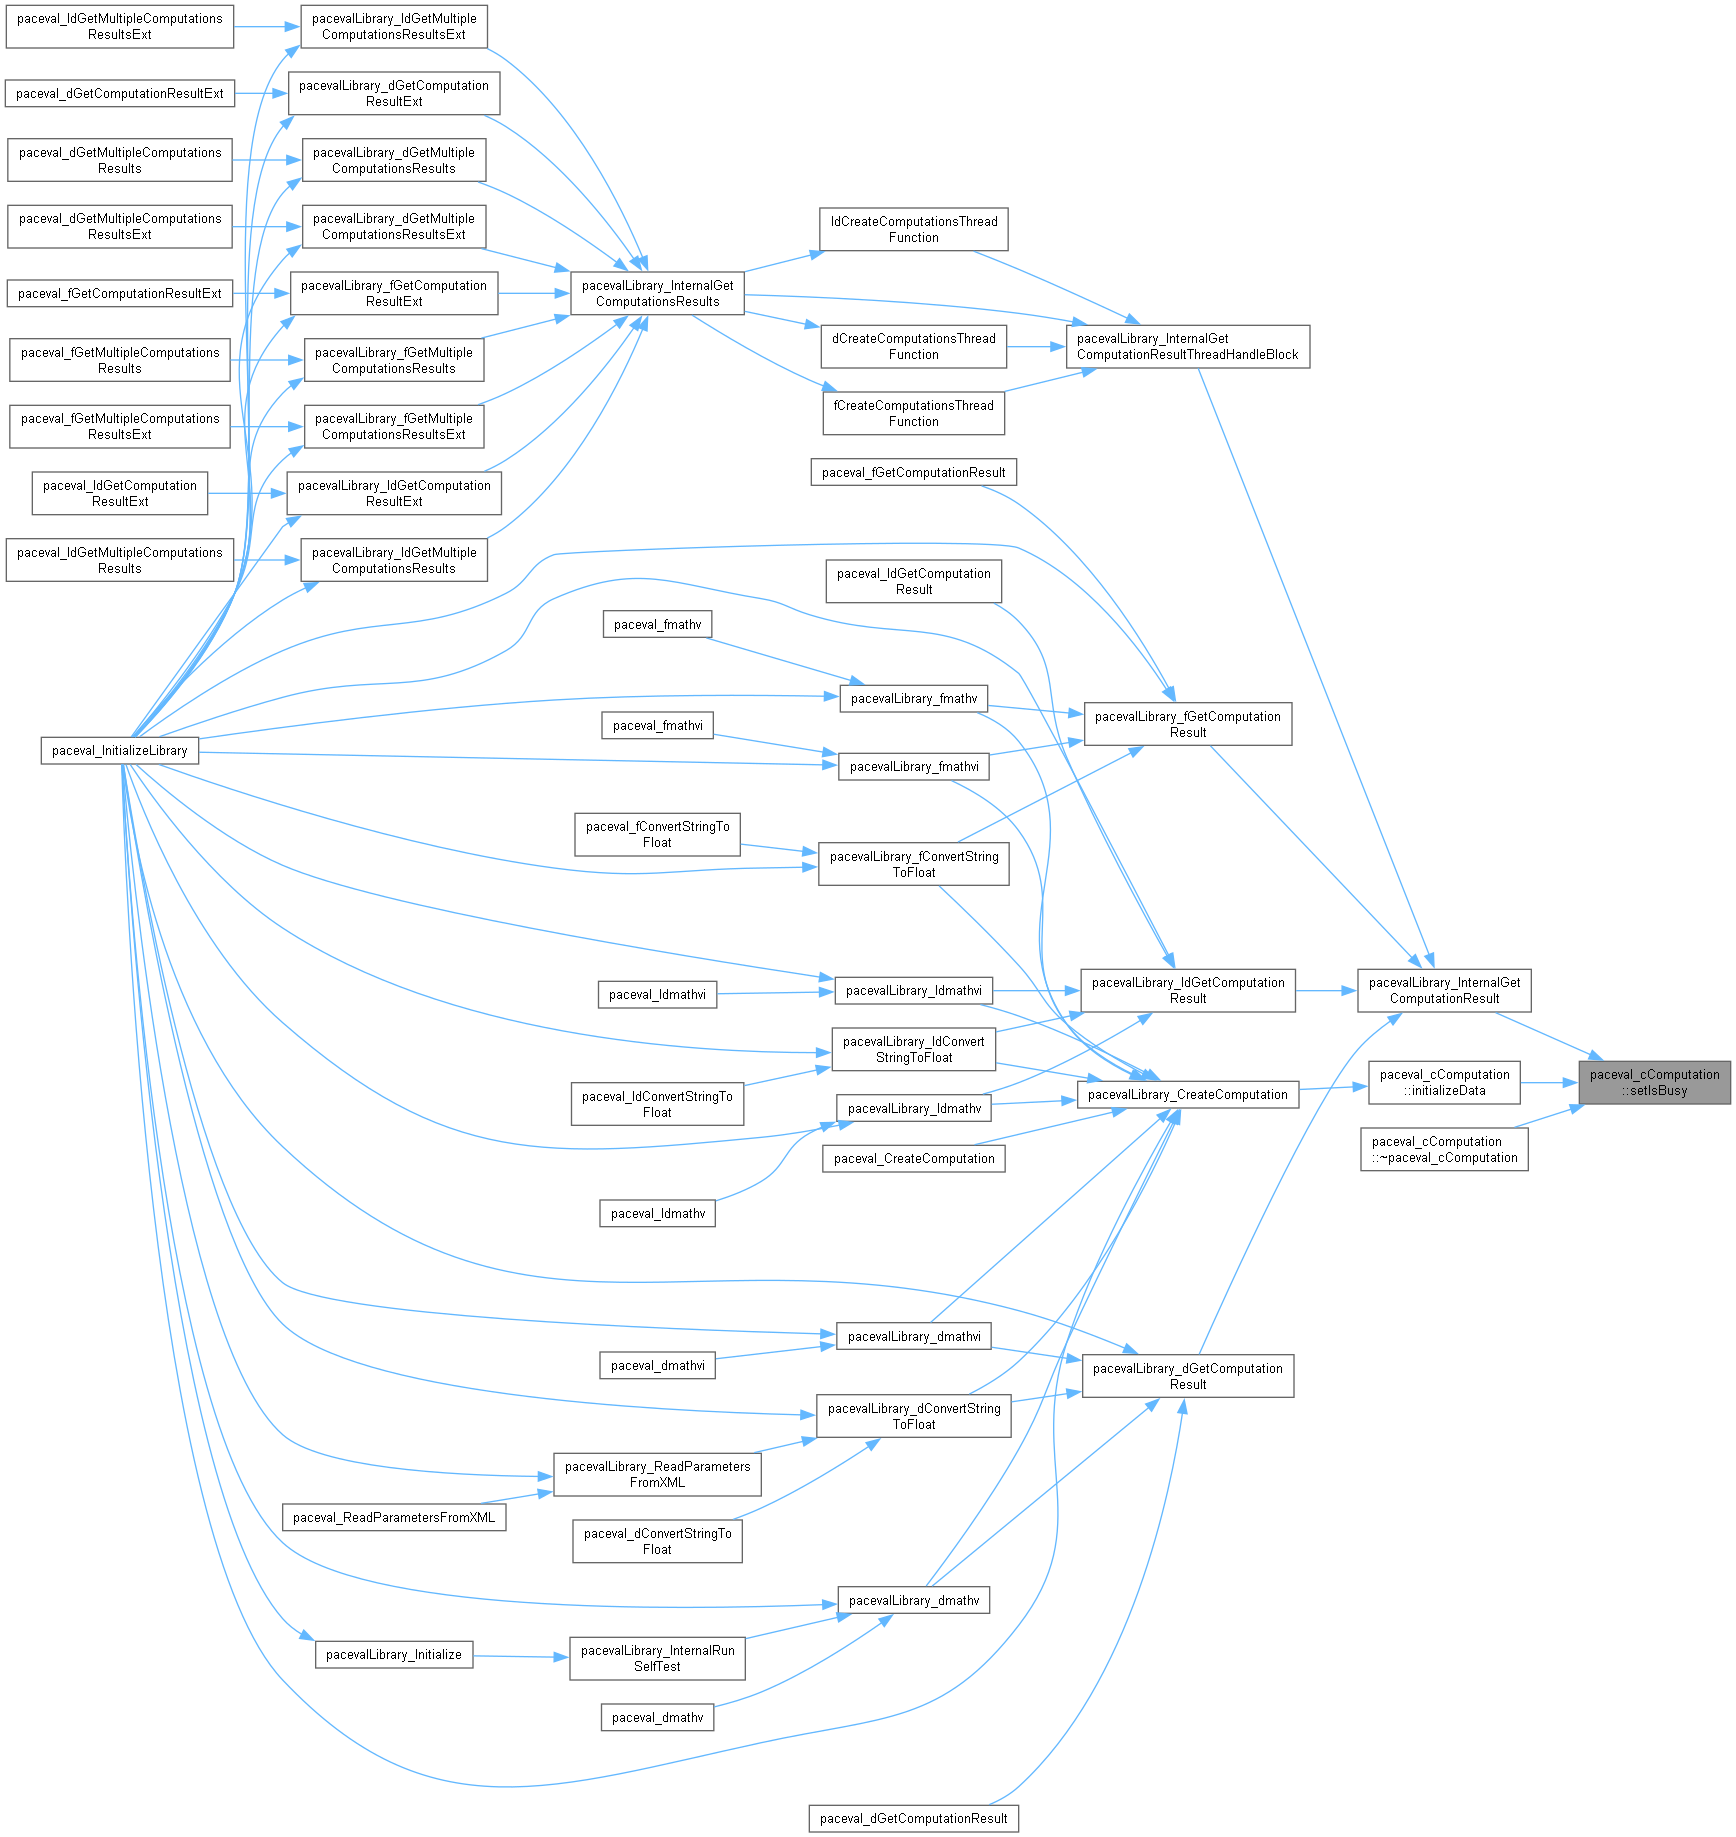 paceval_ldGetMultipleComputations
ResultsExt
paceval_dGetComputationResultExt
paceval_dGetMultipleComputations
Results
paceval_dGetMultipleComputations
ResultsExt
paceval_fGetComputationResultExt
paceval_fGetMultipleComputations
Results
paceval_fGetMultipleComputations
ResultsExt
paceval_ldGetComputation
ResultExt
paceval_ldGetMultipleComputations
Results
paceval_InitializeLibrary
pacevalLibrary_ldGetMultiple
ComputationsResultsExt
pacevalLibrary_dGetComputation
ResultExt
pacevalLibrary_dGetMultiple
ComputationsResults
pacevalLibrary_dGetMultiple
ComputationsResultsExt
pacevalLibrary_fGetComputation
ResultExt
pacevalLibrary_fGetMultiple
ComputationsResults
pacevalLibrary_fGetMultiple
ComputationsResultsExt
pacevalLibrary_ldGetComputation
ResultExt
pacevalLibrary_ldGetMultiple
ComputationsResults
pacevalLibrary_InternalGet
ComputationsResults
ldCreateComputationsThread
Function
dCreateComputationsThread
Function
fCreateComputationsThread
Function
pacevalLibrary_InternalGet
ComputationResultThreadHandleBlock
paceval_fGetComputationResult
paceval_ldGetComputation
Result
paceval_fmathv
pacevalLibrary_fmathv
paceval_fmathvi
pacevalLibrary_fmathvi
pacevalLibrary_fGetComputation
Result
paceval_fConvertStringTo
Float
pacevalLibrary_fConvertString
ToFloat
paceval_ldmathvi
pacevalLibrary_ldmathvi
pacevalLibrary_ldGetComputation
Result
pacevalLibrary_InternalGet
ComputationResult
pacevalLibrary_ldConvert
StringToFloat
paceval_ldConvertStringTo
Float
pacevalLibrary_ldmathv
pacevalLibrary_CreateComputation
paceval_cComputation
::initializeData
paceval_cComputation
::setIsBusy
paceval_CreateComputation
paceval_cComputation
::~paceval_cComputation
paceval_ldmathv
pacevalLibrary_dmathvi
paceval_dmathvi
pacevalLibrary_dGetComputation
Result
pacevalLibrary_dConvertString
ToFloat
pacevalLibrary_ReadParameters
FromXML
paceval_ReadParametersFromXML
paceval_dConvertStringTo
Float
pacevalLibrary_dmathv
pacevalLibrary_Initialize
pacevalLibrary_InternalRun
SelfTest
paceval_dmathv
paceval_dGetComputationResult